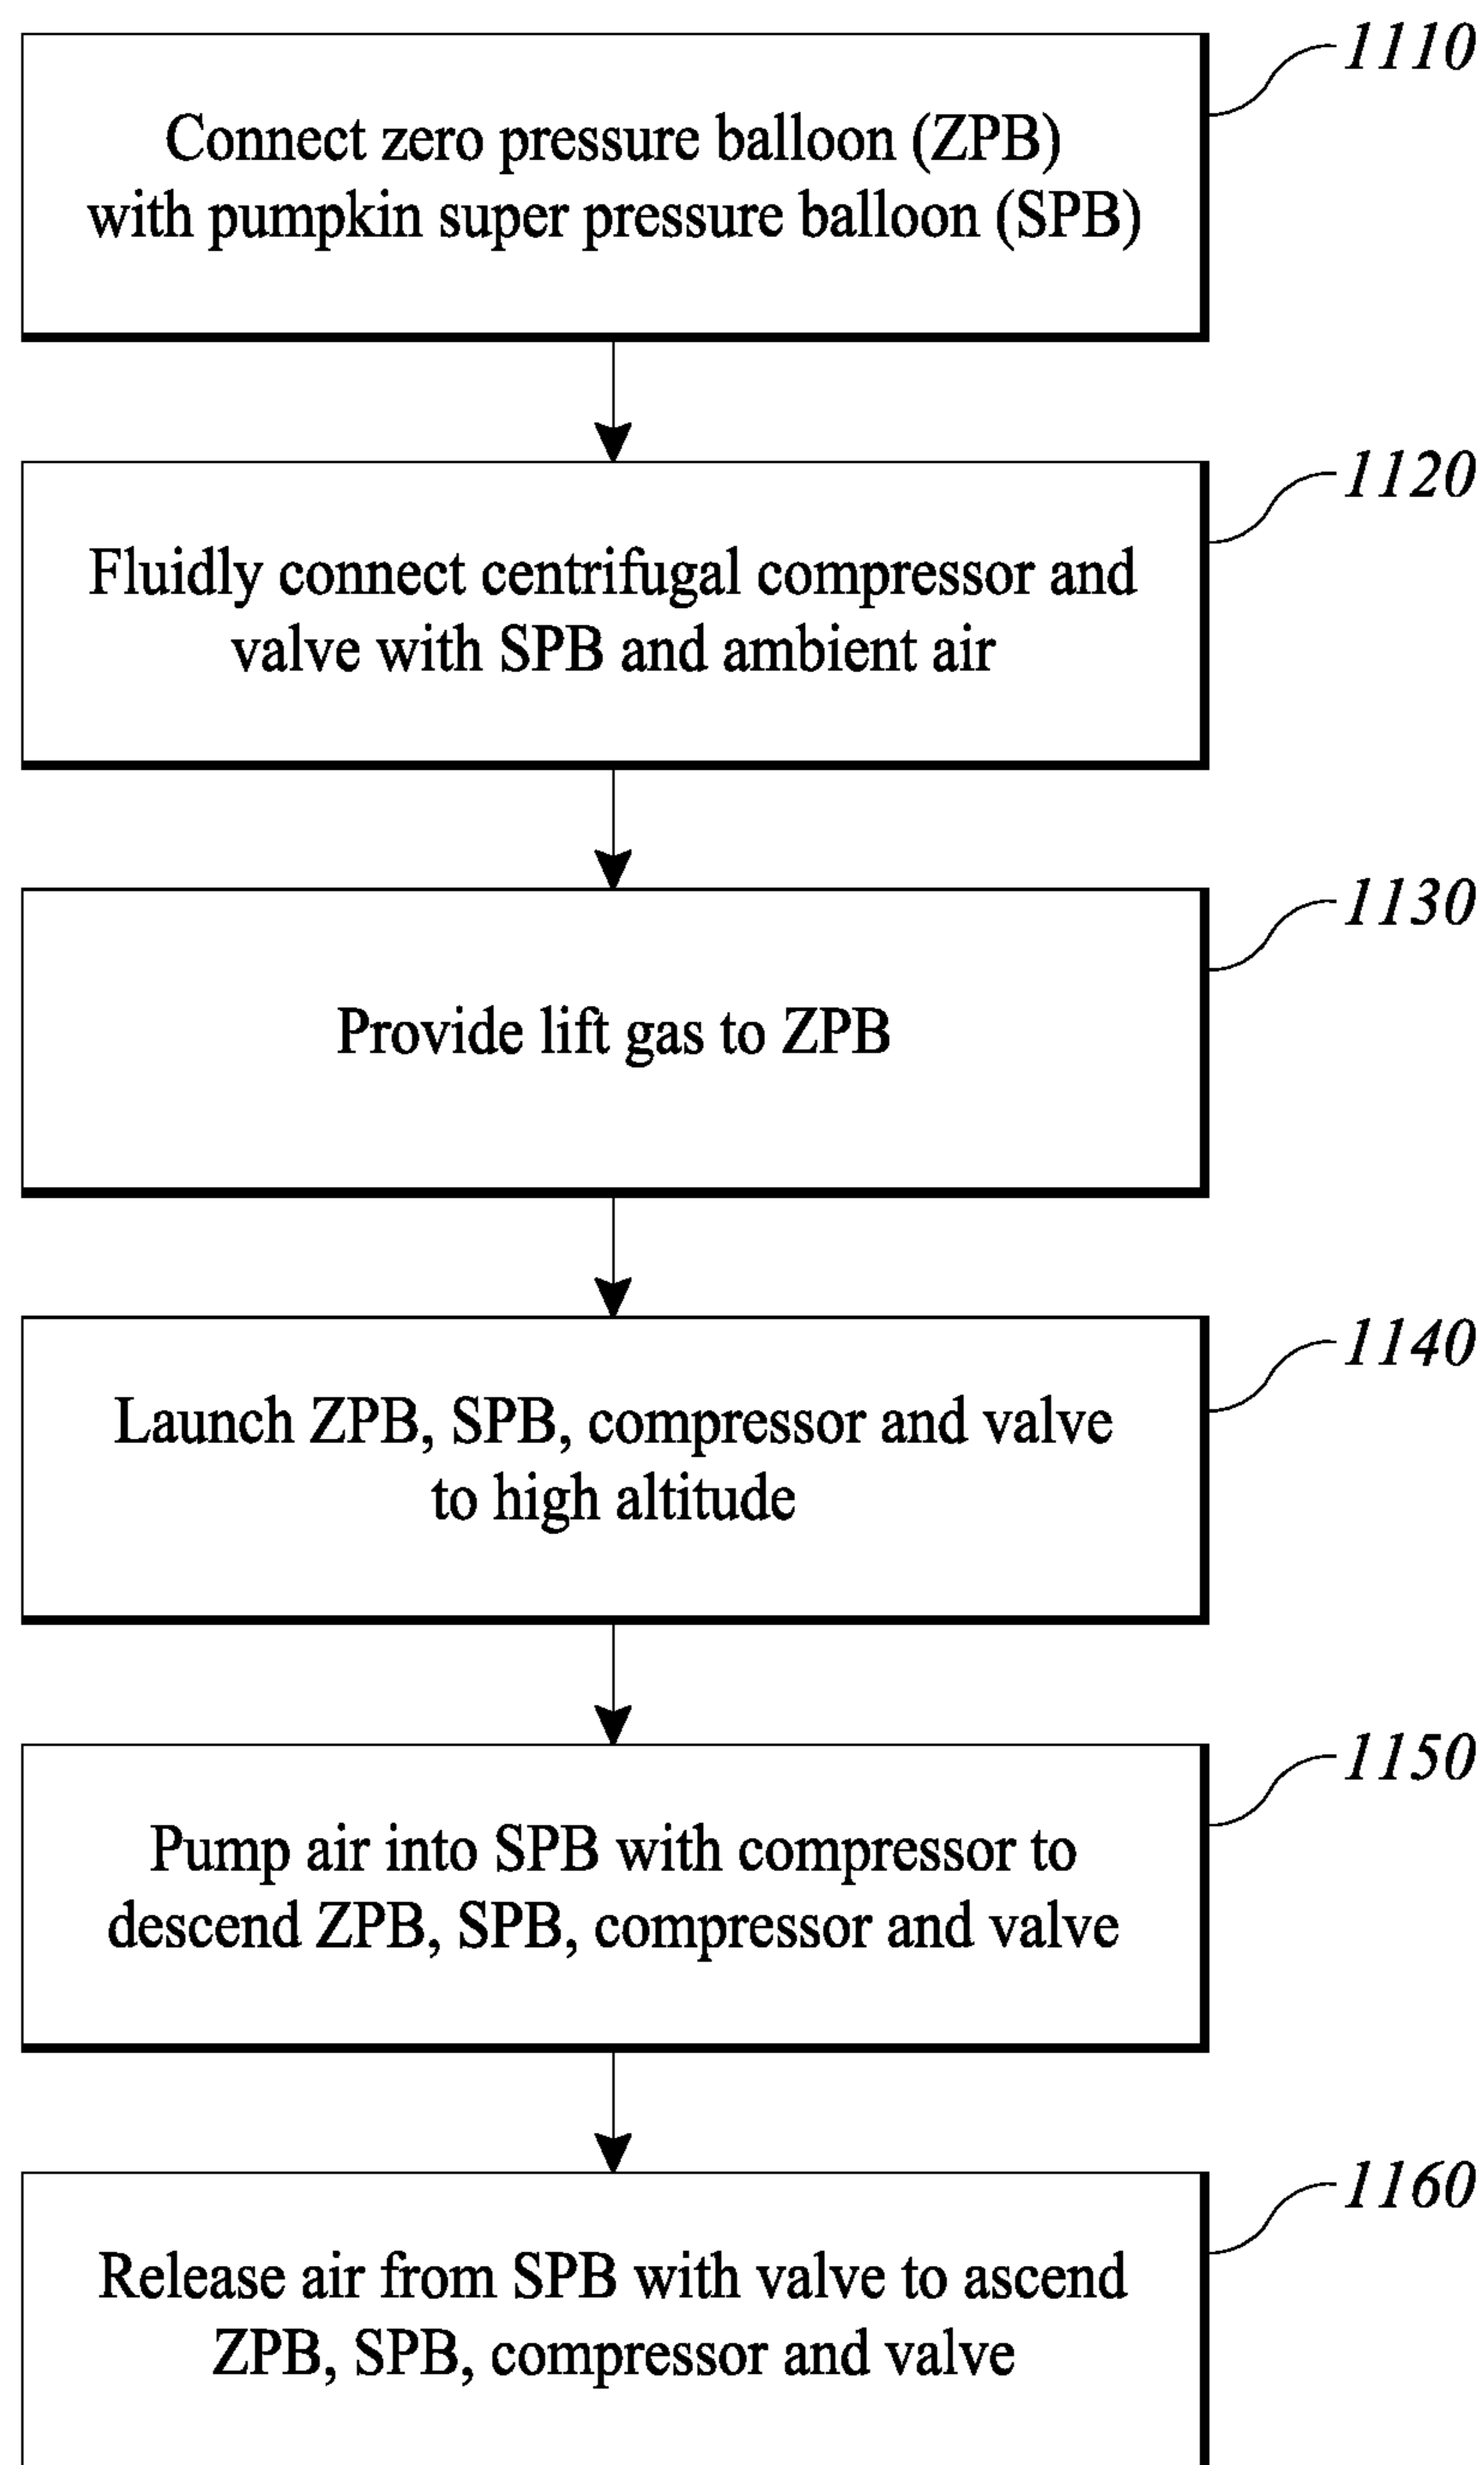 1110
Connect zero pressure balloon (ZPB)
with pumpkin super pressure balloon (SPB)
1120
Fluidly connect centrifugal compressor and
valve with SPB and ambient air
1130
Provide lift gas to ZPB
1140
Launch ZPB, SPB, compressor and valve
to high altitude
1150
Pump air into SPB with compressor to
descend ZPB, SPB, compressor and valve
1160
Release air from SPB with valve to ascend
ZPB, SPB, compressor and valve